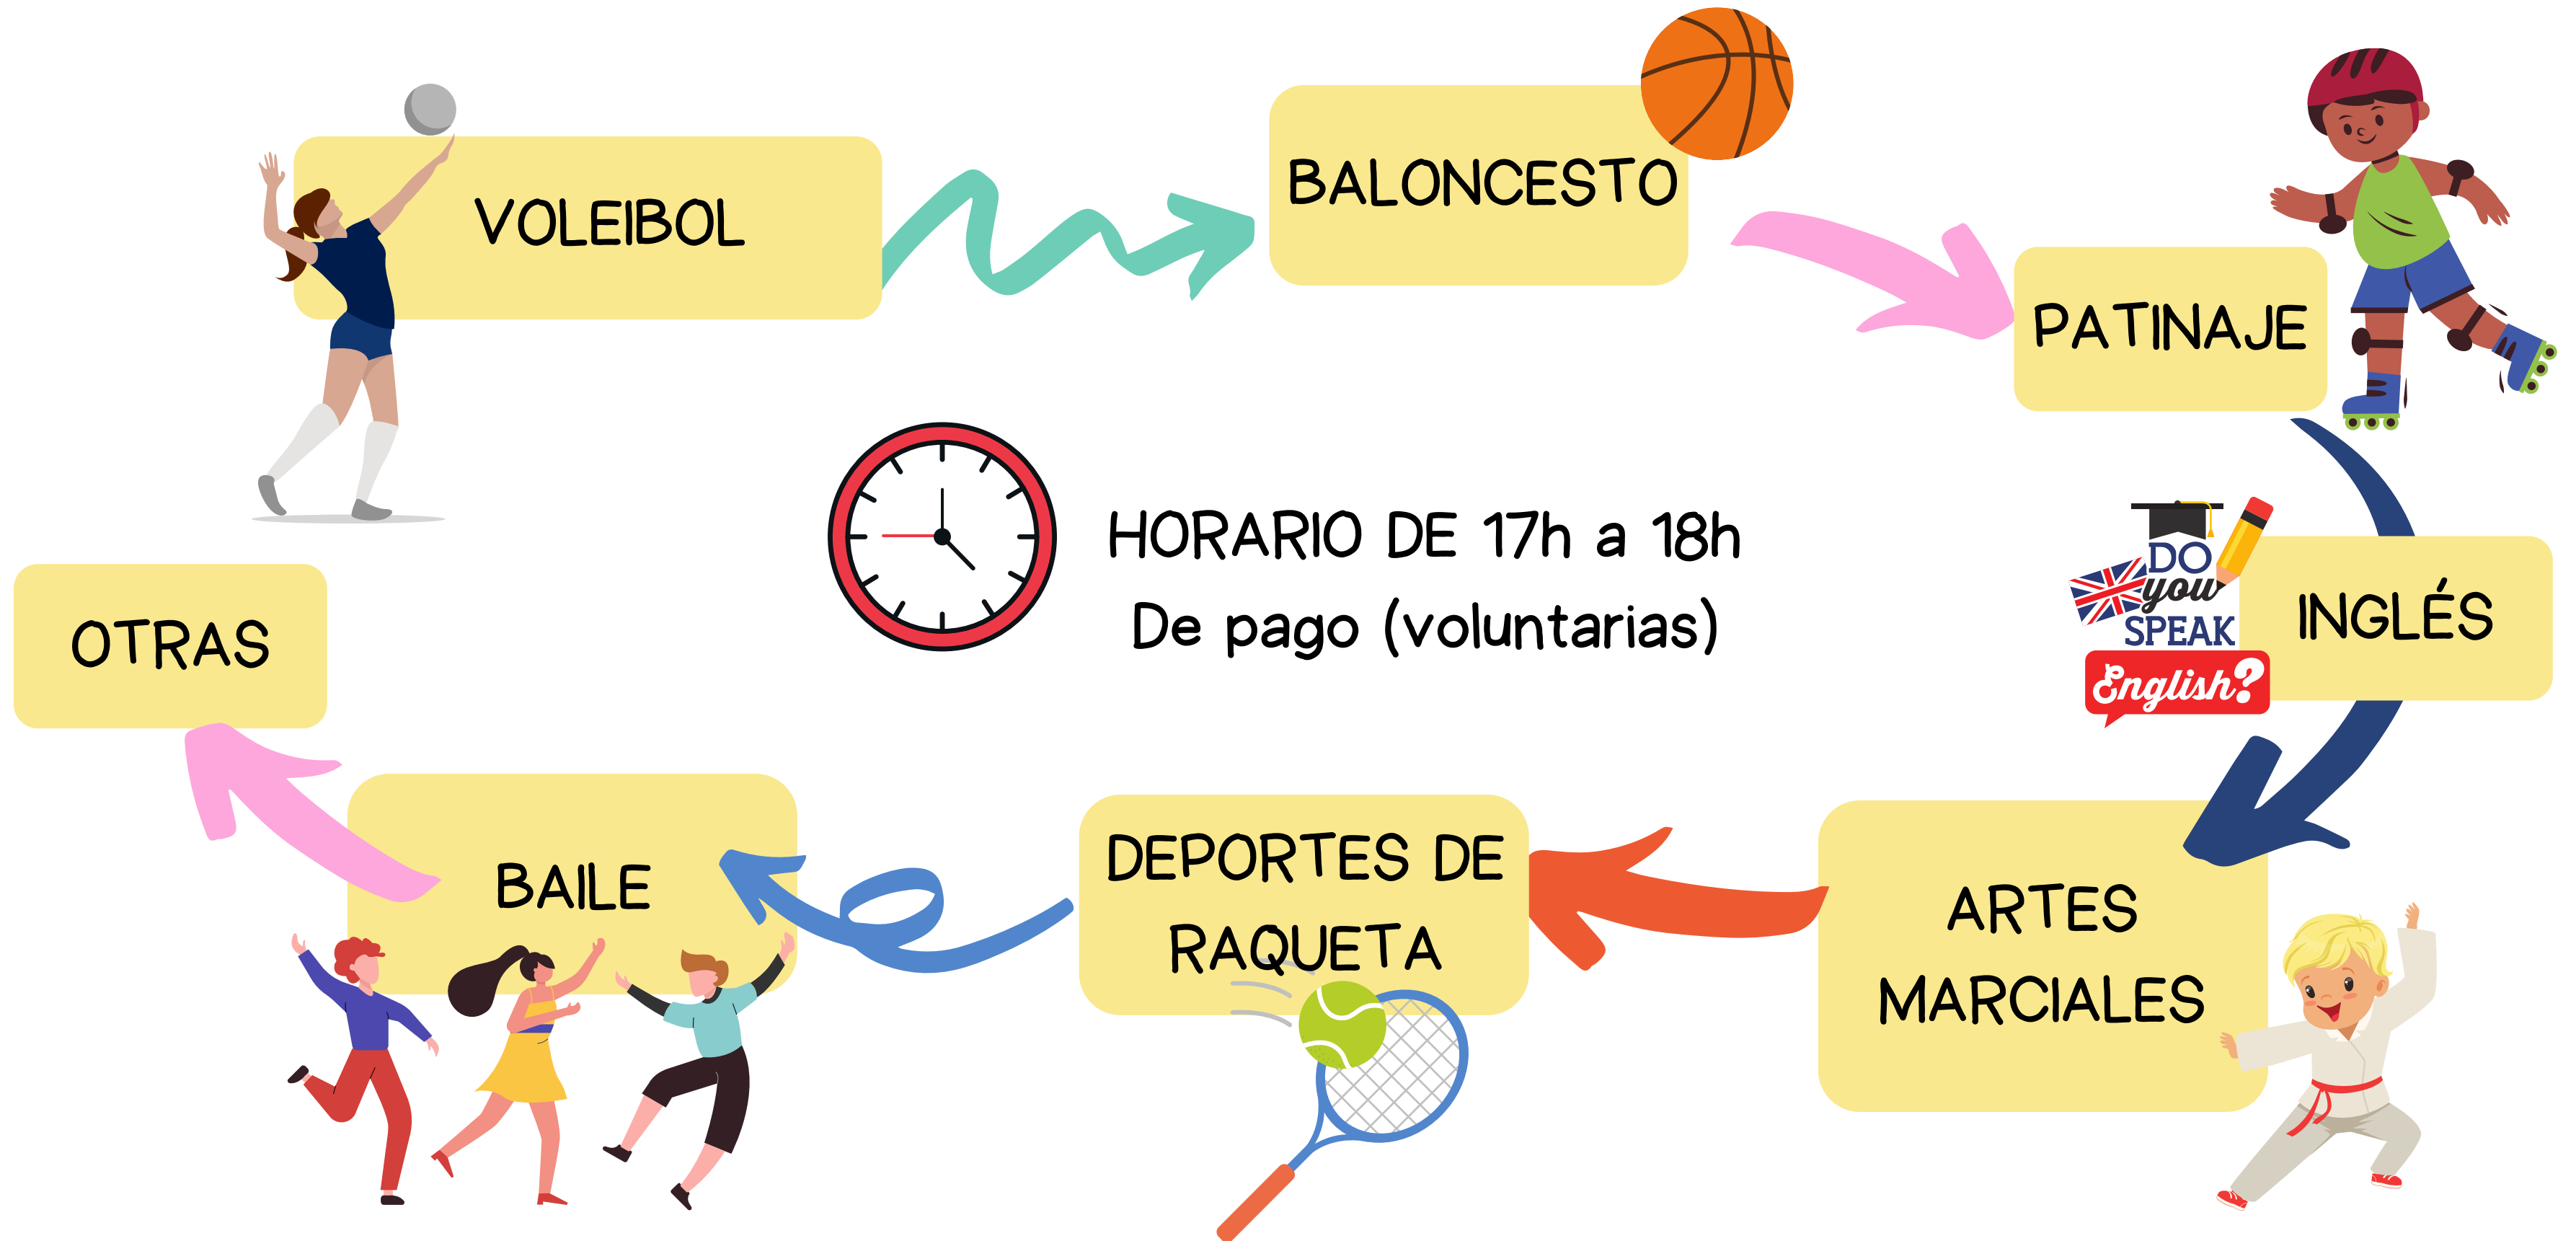 VOLEIBOL
BALONCESTO
PATINAJE
HORARIO DE 17h a 18h
De pago (voluntarias)
DO
you
SPEAK
English?
INGLÉS
ARTES
MARCIALES
DEPORTES DE
RAQUETA
BAILE
OTRAS